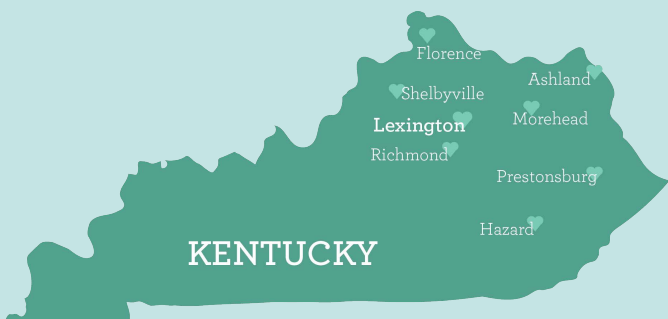 Florence
Ashland
Shelbyville
Morehead
Lexington
Richmond
Prestonsburg
Hazard
KENTUCKY